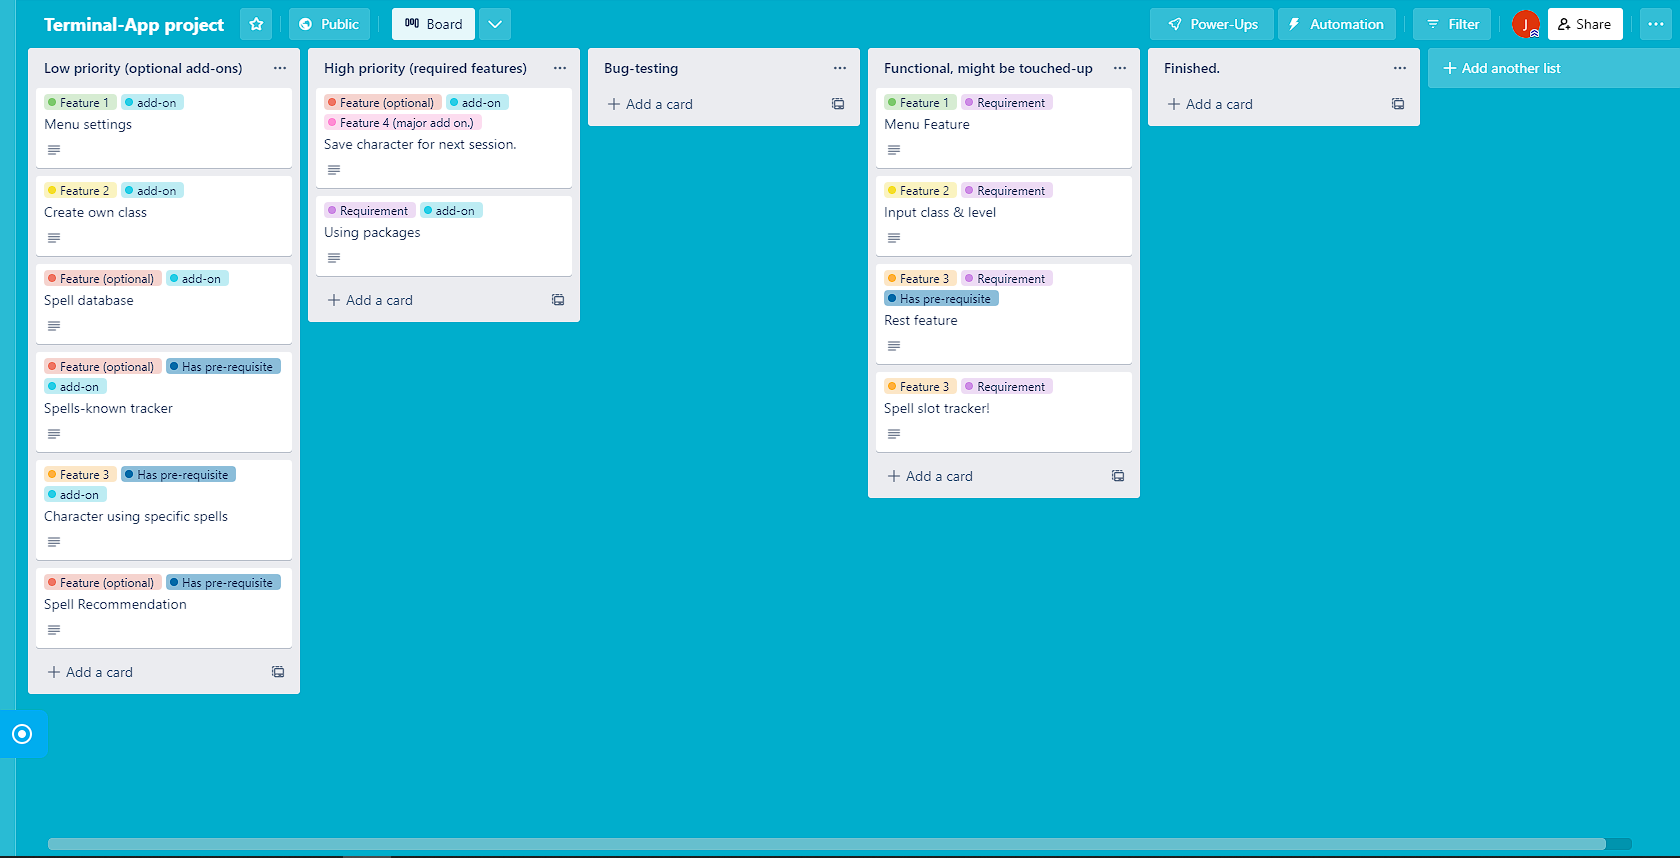 Terminal-App project
Public
Board
Power-Ups
Automation
Filter
J
Share
Low priority (optional add-ons)
Feature 1 add-on
Menu settings
Feature 2 add-on
Create own class
Feature (optional) add-on
Spell database
Feature (optional) Has pre-requisite
add-on
Spells-known tracker
Feature 3 Has pre-requisite
add-on
Character using specific spells
Feature (optional) Has pre-requisite
Spell Recommendation
Add a card
High priority (required features)
Feature (optional) add-on
Feature 4 (major add on.)
Save character for next session.
Requirement add-on
Using packages
Add a card
Bug-testing
Add a card
Functional, might be touched-up
Feature 1 Requirement
Menu Feature
Feature 2 Requirement
Input class & level
Feature 3 Requirement
Has pre-requisite
Rest feature
Feature 3 Requirement
Spell slot tracker!
Add a card
Finished.
Add a card
Add another list